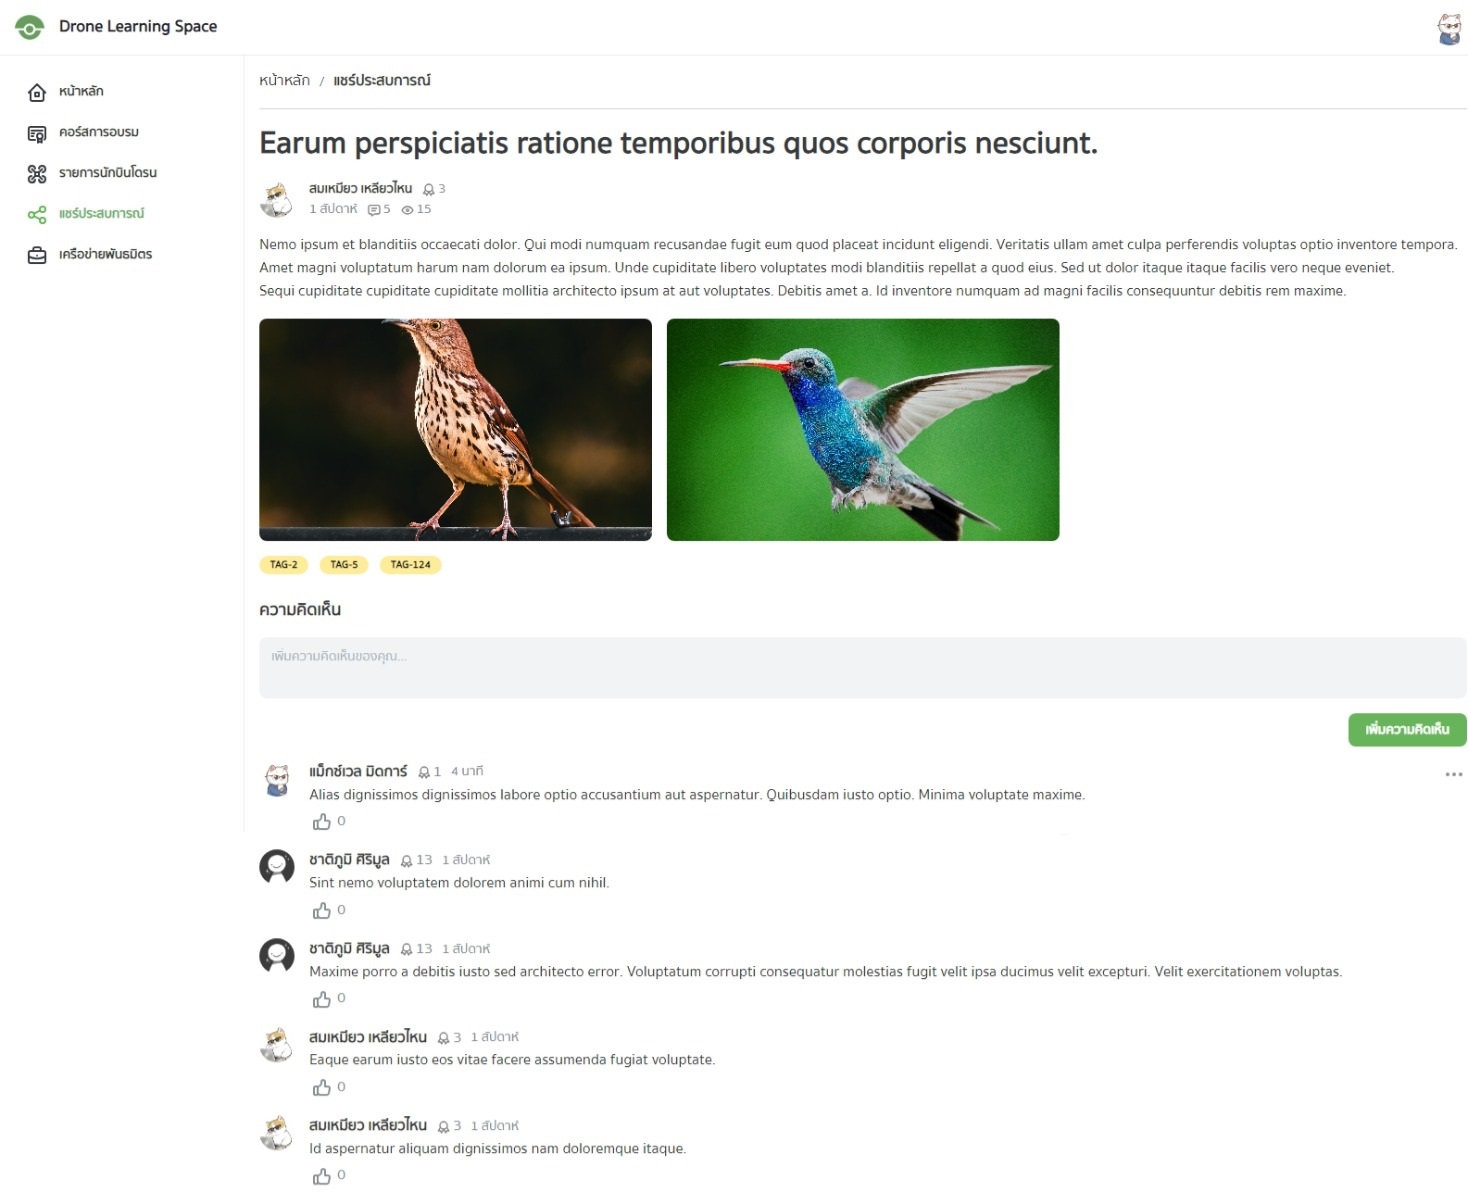 Drone Learning Space
หน้าหลัก
คอร์สการอบรม
รายการนักบินโดรน
แชร์ประสบการณ์
เครือข่ายพันธมิตร
หน้าหลัก / แชร์ประสบการณ์
Earum perspiciatis ratione temporibus quos corporis nesciunt.
สมเหมียว เหลียวไหน 3
1 สัปดาห์ 5 15
Nemo ipsum et blanditiis occaecati dolor. Qui modi numquam recusandae fugit eum quod placeat incidunt eligendi. Veritatis ullam amet culpa perferendis voluptas optio inventore tempora.
Amet magni voluptatum harum nam dolorum ea ipsum. Unde cupiditate libero voluptates modi blanditiis repellat a quod eius. Sed ut dolor itaque itaque facilis vero neque eveniet.
Sequi cupiditate cupiditate cupiditate mollitia architecto ipsum at aut voluptates. Debitis amet a. Id inventore numquam ad magni facilis consequuntur debitis rem maxime.
TAG-2 TAG-5 TAG-124
ความคิดเห็น
เพิ่มความคิดเห็นของคุณ...
เพิ่มความคิดเห็น
แม็กซ์เวล มิดการ์ 1 4 นาที
Alias dignissimos dignissimos labore optio accusantium aut aspernatur. Quibusdam iusto optio. Minima voluptate maxime.
0
ชาติภูมิ ศิริมูล 13 1 สัปดาห์
Sint nemo voluptatem dolorem animi cum nihil.
0
ชาติภูมิ ศิริมูล 13 1 สัปดาห์
Maxime porro a debitis iusto sed architecto error. Voluptatum corrupti consequatur molestias fugit velit ipsa ducimus velit excepturi. Velit exercitationem voluptas.
0
สมเหมียว เหลียวไหน 3 1 สัปดาห์
Eaque earum iusto eos vitae facere assumenda fugiat voluptate.
0
สมเหมียว เหลียวไหน 3 1 สัปดาห์
Id aspernatur aliquam dignissimos nam doloremque itaque.
0